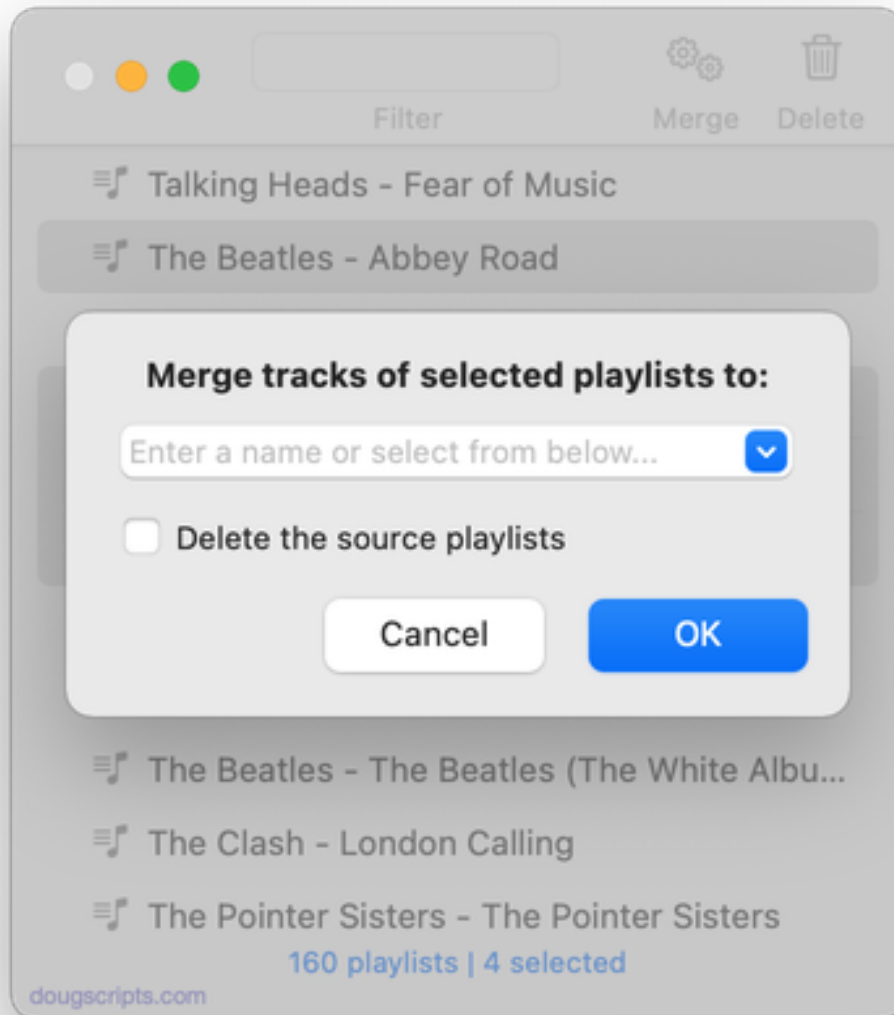 Filter
Merge
Delete
Talking Heads - Fear of Music
The Beatles - Abbey Road
Merge tracks of selected playlists to:
Enter a name or select from below...
Delete the source playlists
Cancel
OK
The Beatles - The Beatles (The White Albu...
The Clash - London Calling
The Pointer Sisters - The Pointer Sisters
160 playlists | 4 selected
dougscripts.com